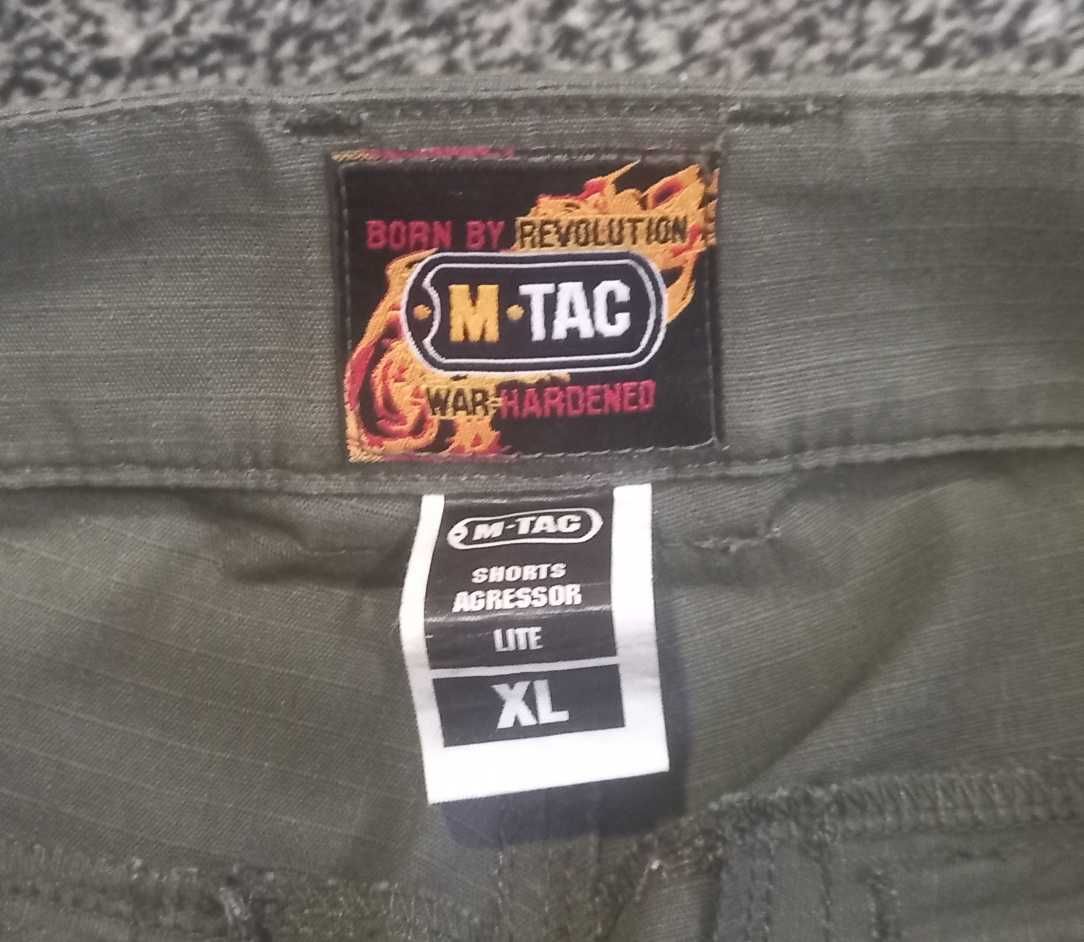 BORN BY REVOLUTION
M·TAC
WAR-HARDENED
M-TAC
SHORTS
AGRESSOR
LITE
XL